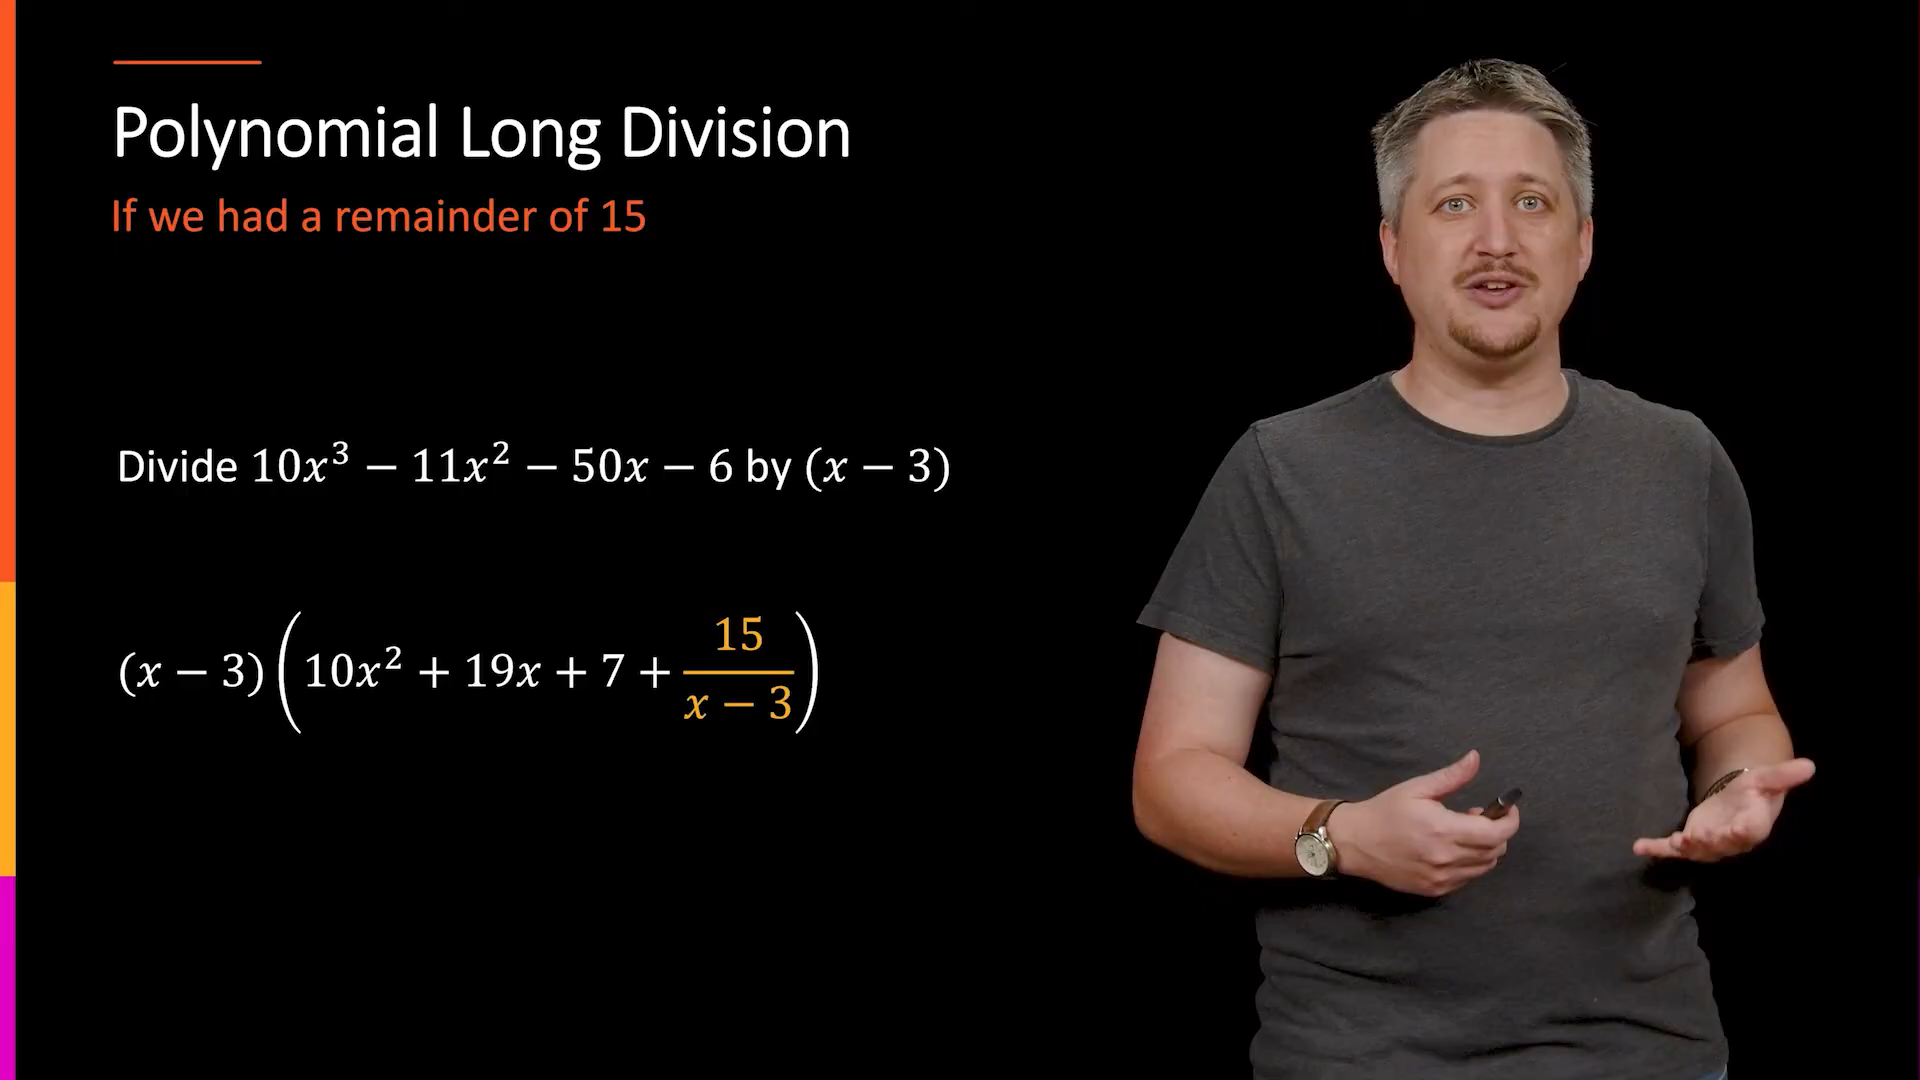 Polynomial Long Division
If we had a remainder of 15
Divide 10x³ − 11x² − 50x − 6 by (x − 3)
(x − 3)(10x² + 19x + 7 + 15/(x − 3))